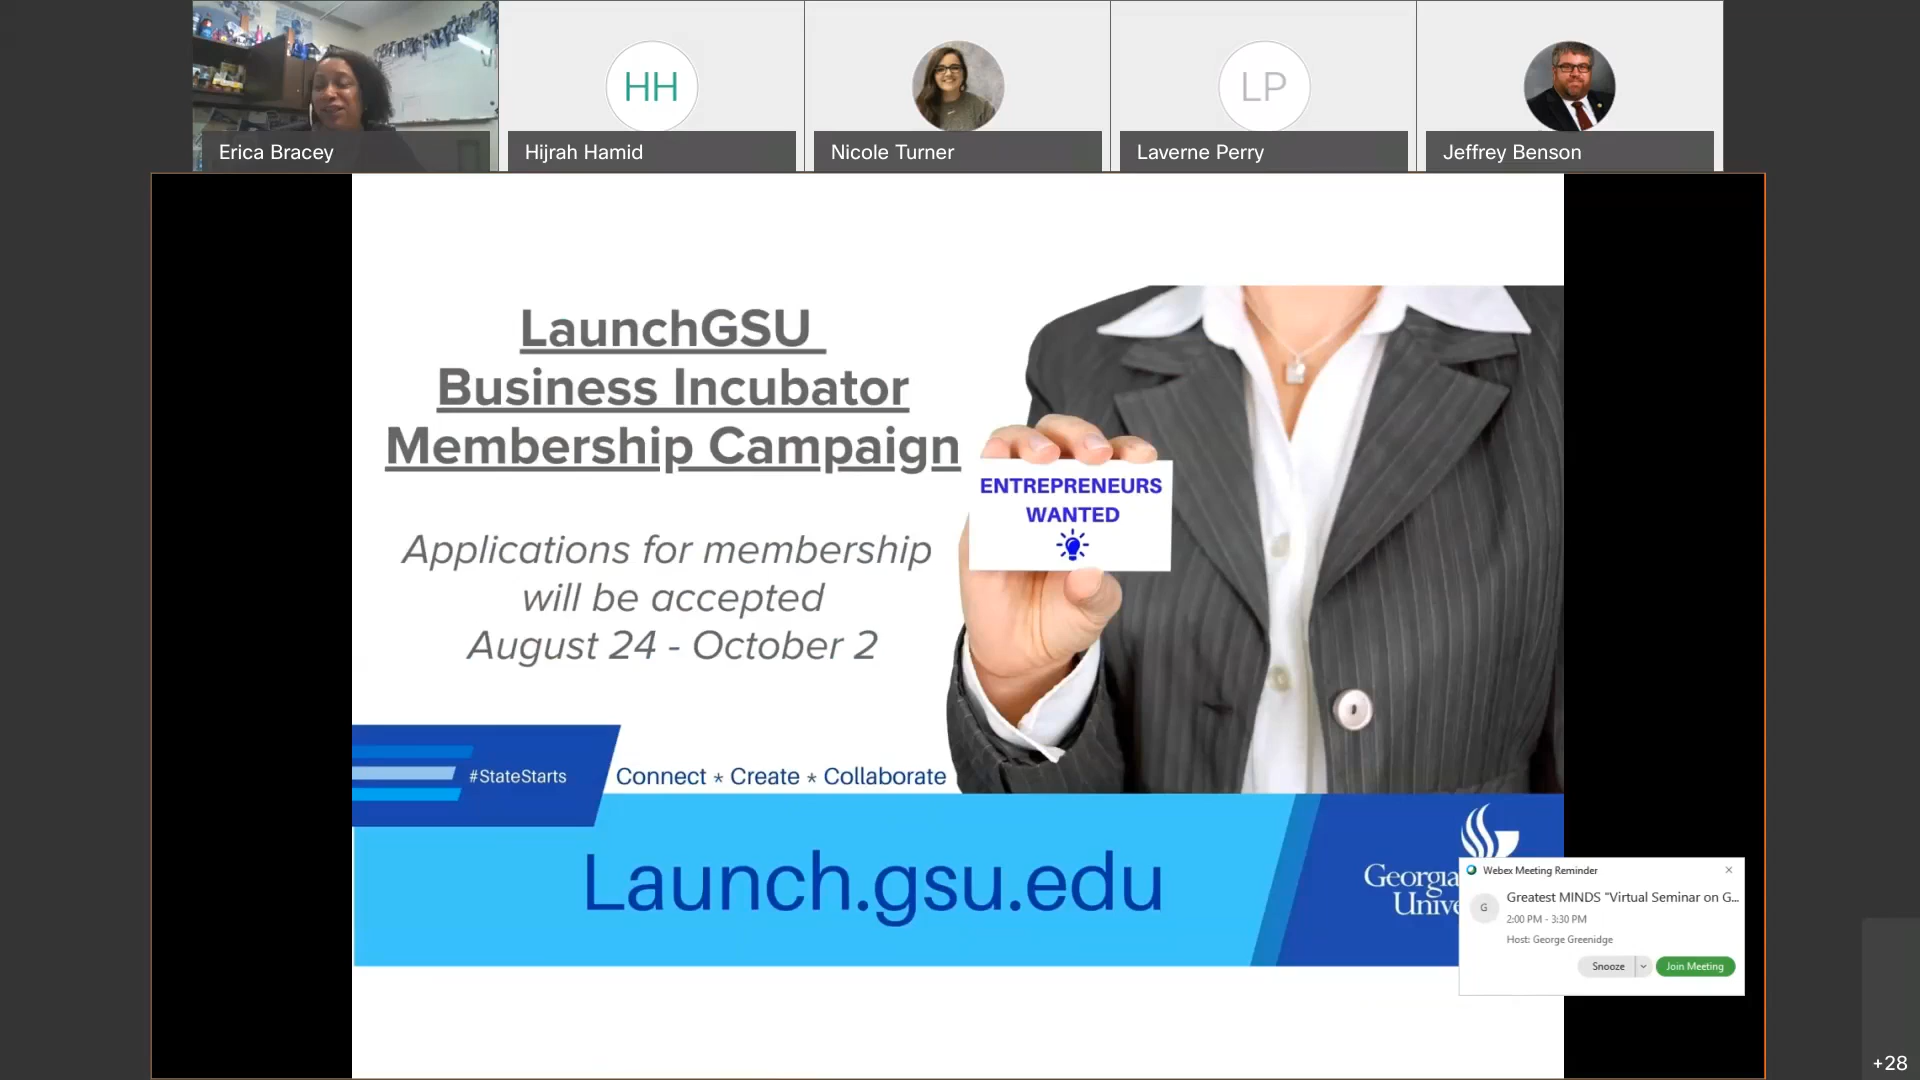 Erica Bracey
HH
Hijrah Hamid
Nicole Turner
LP
Laverne Perry
Jeffrey Benson
LaunchGSU
Business Incubator
Membership Campaign
Applications for membership
will be accepted
August 24 - October 2
ENTREPRENEURS
WANTED
#StateStarts
Connect * Create * Collaborate
Launch.gsu.edu
Georgia
Unive
Webex Meeting Reminder
G
Greatest MINDS "Virtual Seminar on G...
2:00 PM - 3:30 PM
Host: George Greenidge
Snooze
Join Meeting
+28